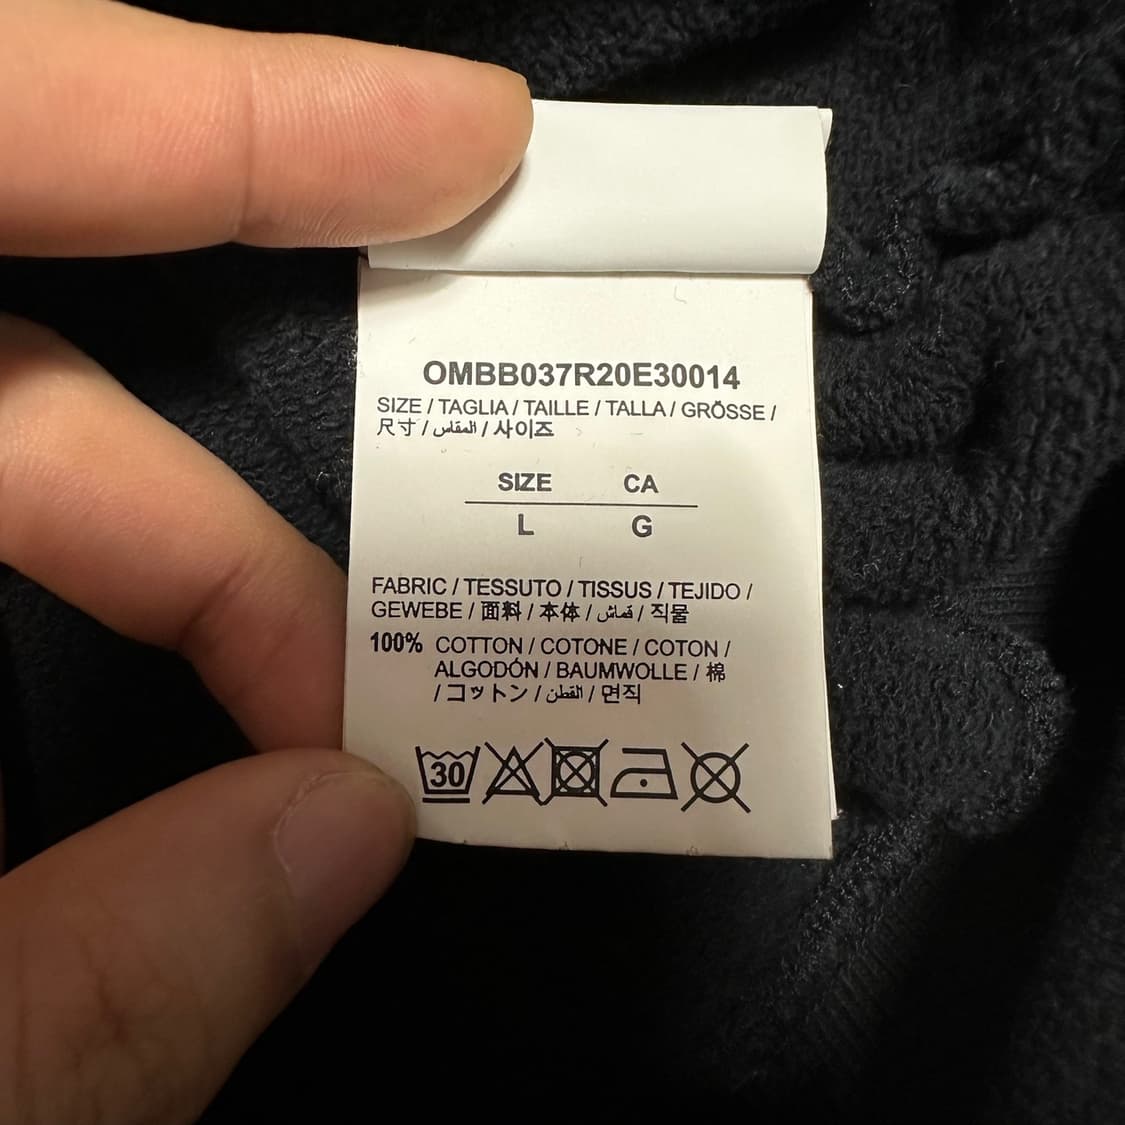 OMBB037R20E30014
SIZE / TAGLIA / TAILLE / TALLA / GRÖSSE /
尺寸 / المقاس / 사이즈
SIZE CA
L G
FABRIC / TESSUTO / TISSUS / TEJIDO /
GEWEBE / 面料 / 本体 / قماش / 직물
100% COTTON / COTONE / COTON /
ALGODÓN / BAUMWOLLE / 棉
/ コットン / القطن / 면직
30